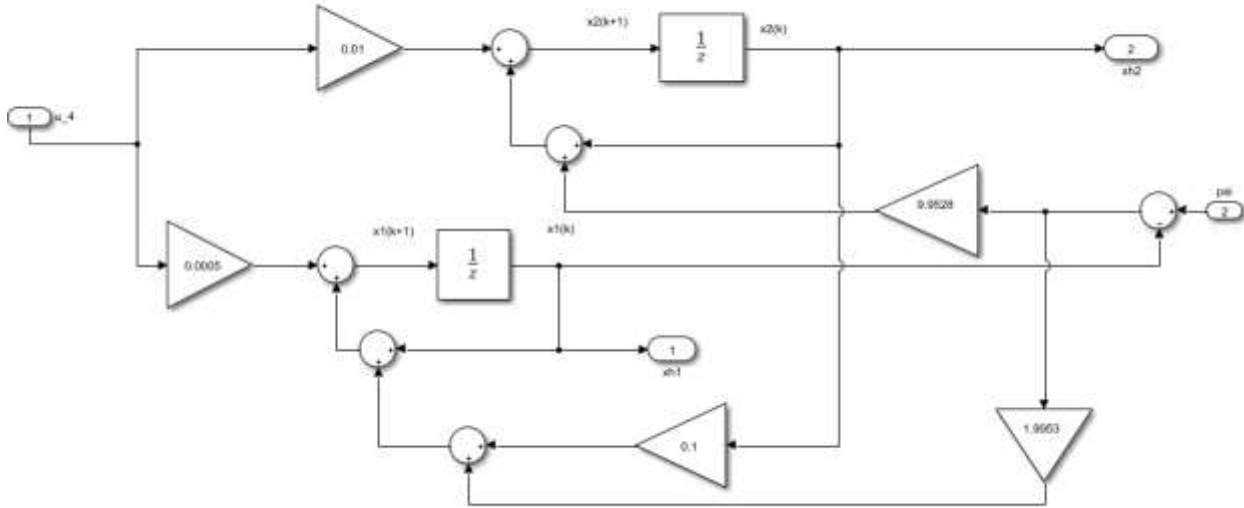 x2(k+1)
x2(k)
0.01
1
z
2
xh2
1
u_4
9.9528
psi
2
x1(k+1)
x1(k)
0.0005
1
z
1
xh1
1.9953
0.1